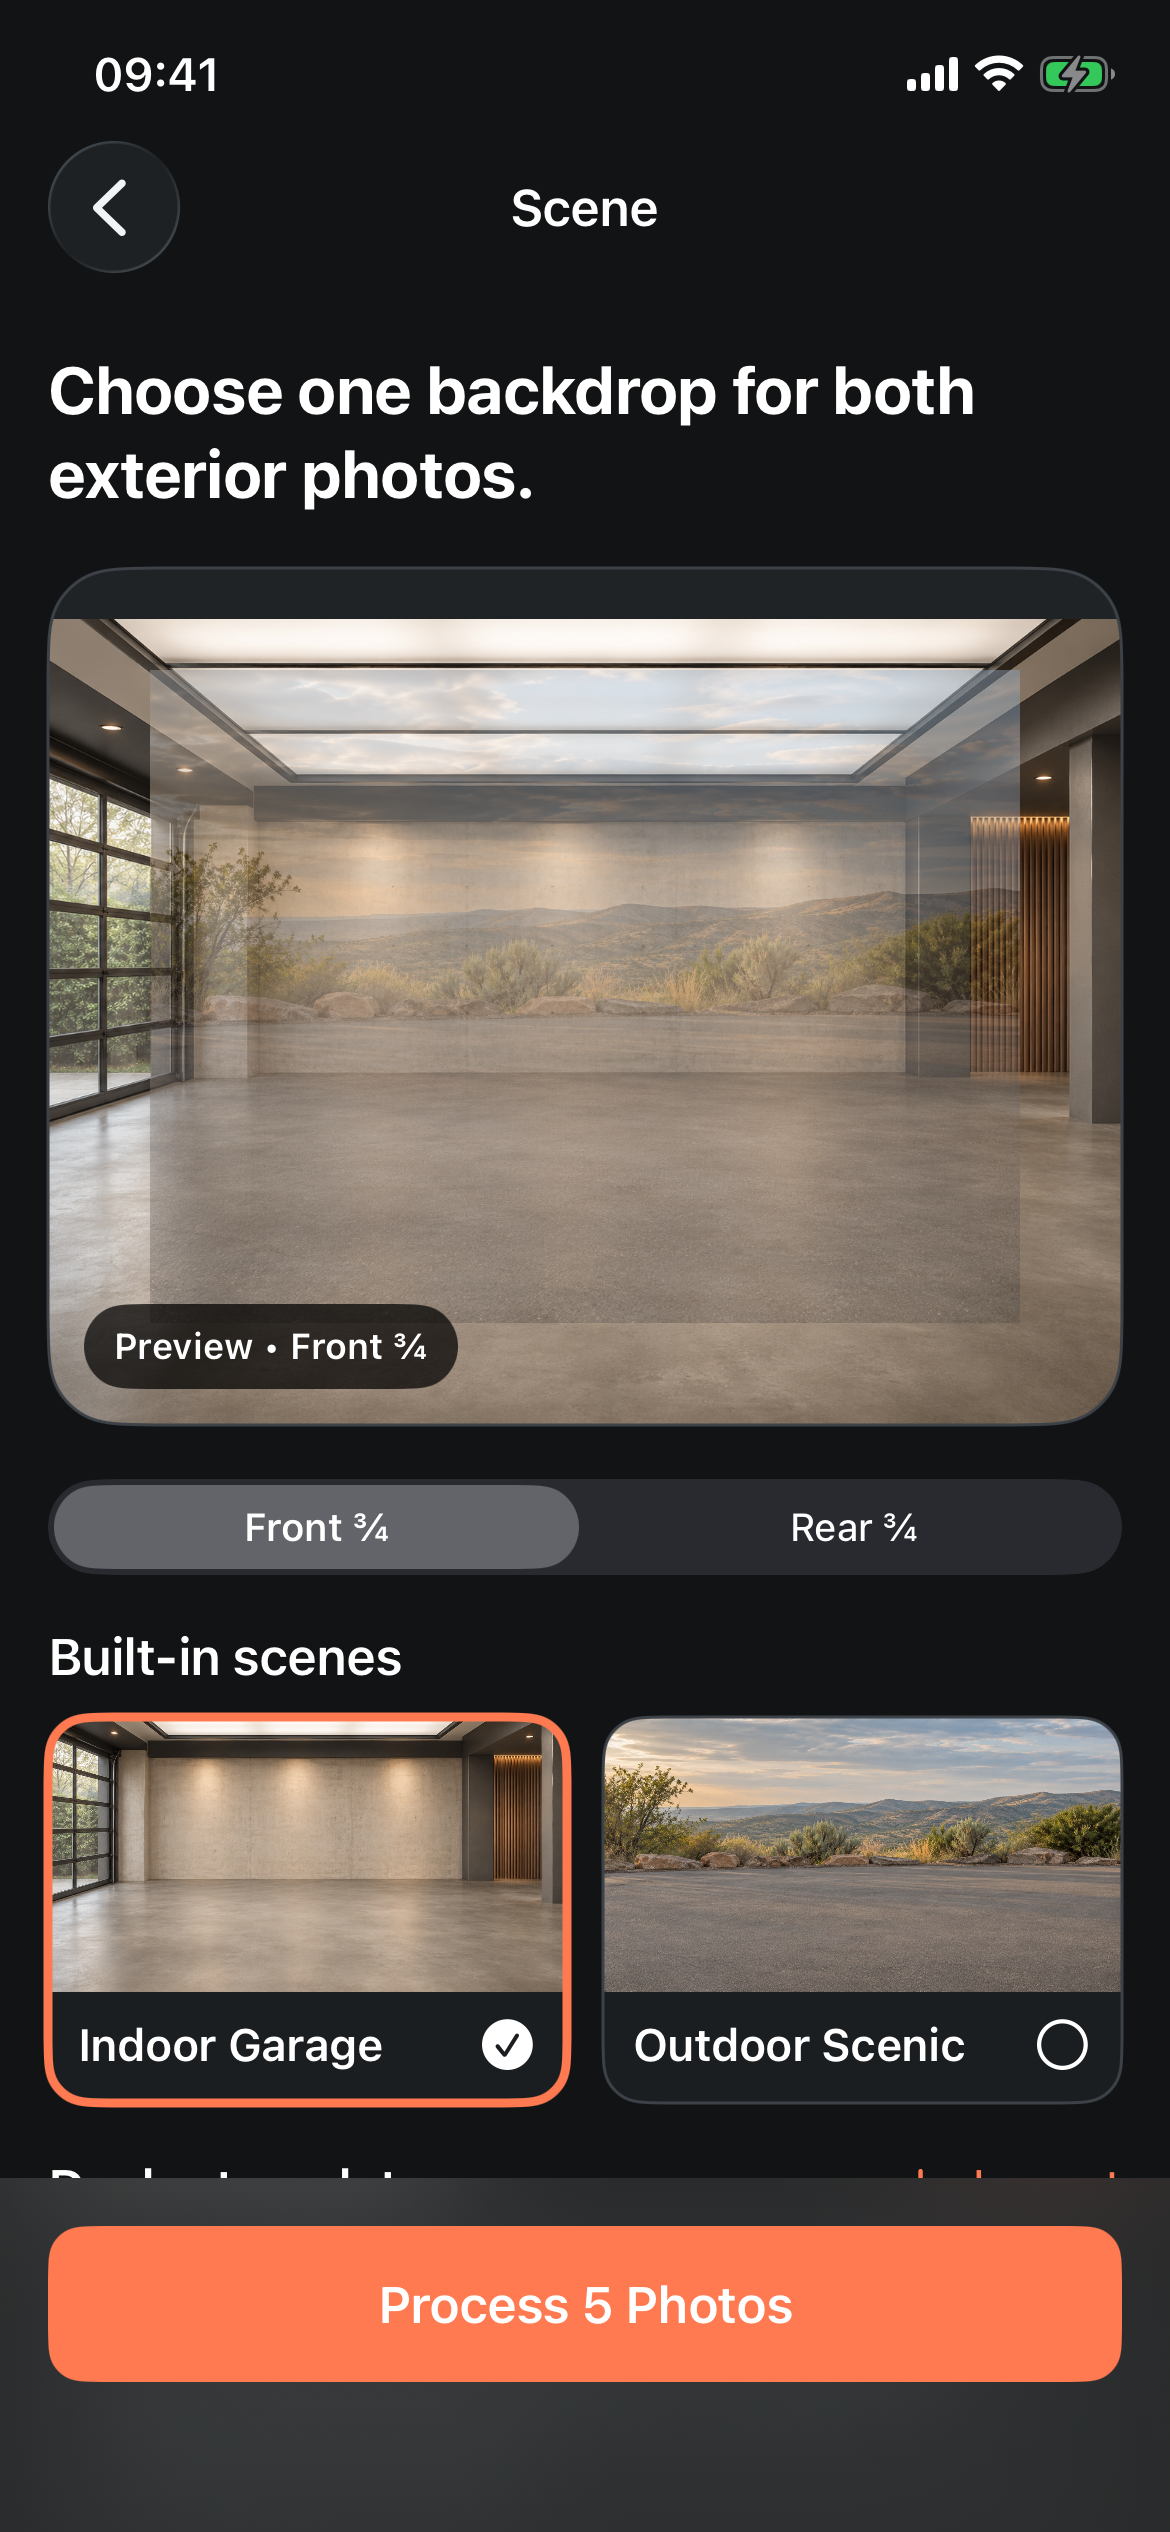 09:41
Scene
Choose one backdrop for both
exterior photos.
Preview • Front ¾
Front ¾
Rear ¾
Built-in scenes
Indoor Garage
Outdoor Scenic
Process 5 Photos